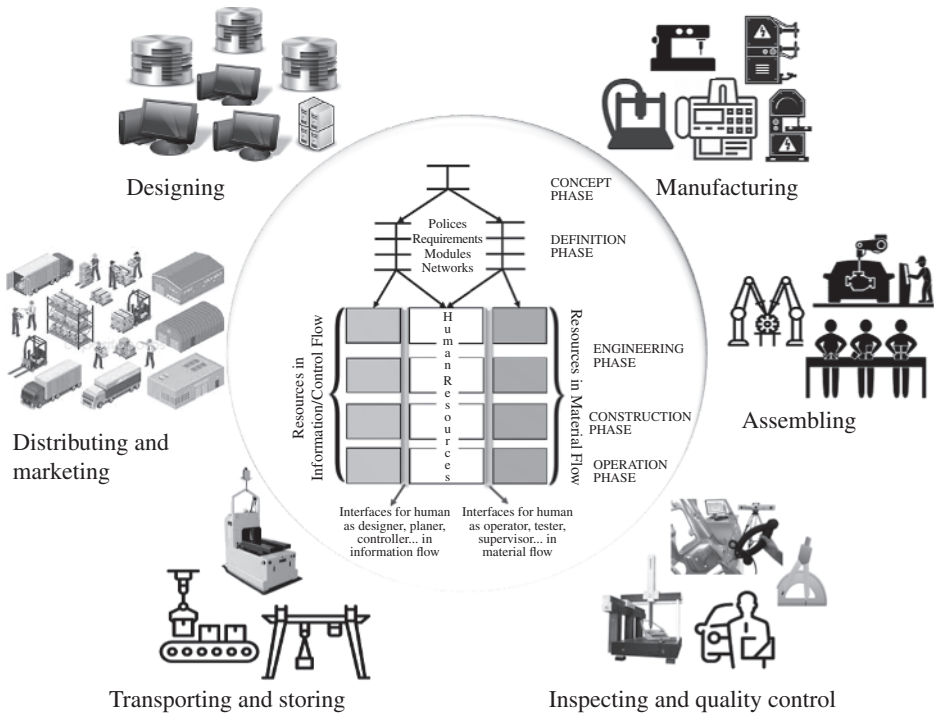 Designing
Manufacturing
CONCEPT
PHASE
Polices
Requirements
Modules
Networks
DEFINITION
PHASE
Distributing and
marketing
Resources in
Information/Control Flow
Human Resources
Resources in Material Flow
ENGINEERING
PHASE
CONSTRUCTION
PHASE
OPERATION
PHASE
Assembling
Interfaces for human
as designer, planer,
controller... in
information flow
Interfaces for human
as operator, tester,
supervisor... in
material flow
Transporting and storing
Inspecting and quality control